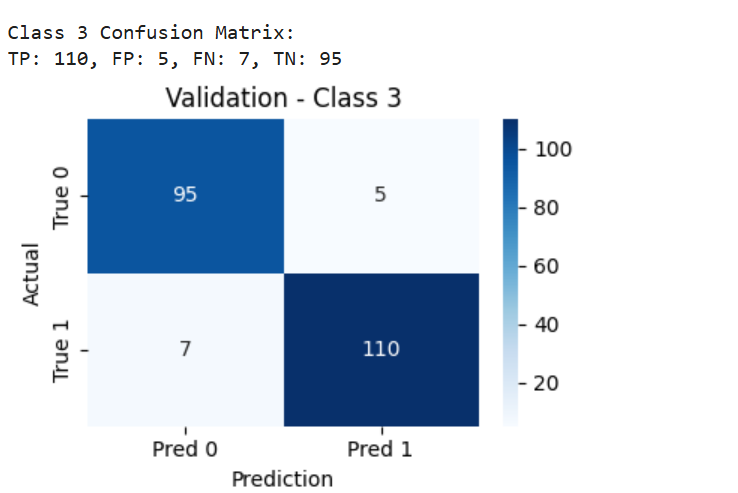 Class 3 Confusion Matrix:
TP: 110, FP: 5, FN: 7, TN: 95
Validation - Class 3
True 0
95
5
100
80
60
Actual
40
True 1
7
110
20
Pred 0
Pred 1
Prediction